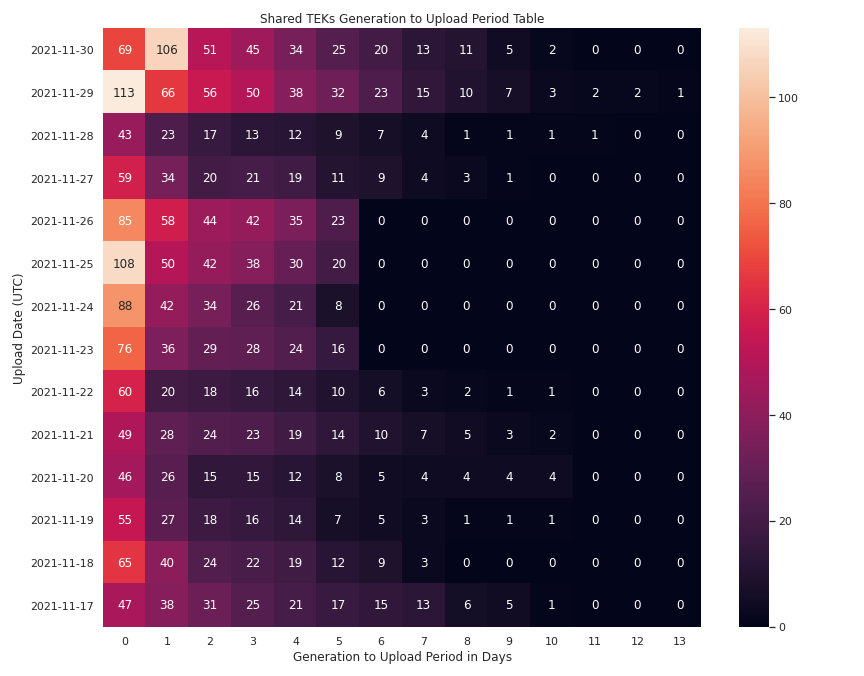 Shared TEKs Generation to Upload Period Table
Upload Date (UTC)
2021-11-30 69 106 51 45 34 25 20 13 11 5 2 0 0 0
2021-11-29 113 66 56 50 38 32 23 15 10 7 3 2 2 1
2021-11-28 43 23 17 13 12 9 7 4 1 1 1 1 0 0
2021-11-27 59 34 20 21 19 11 9 4 3 1 0 0 0 0
2021-11-26 85 58 44 42 35 23 0 0 0 0 0 0 0 0
2021-11-25 108 50 42 38 30 20 0 0 0 0 0 0 0 0
2021-11-24 88 42 34 26 21 8 0 0 0 0 0 0 0 0
2021-11-23 76 36 29 28 24 16 0 0 0 0 0 0 0 0
2021-11-22 60 20 18 16 14 10 6 3 2 1 1 0 0 0
2021-11-21 49 28 24 23 19 14 10 7 5 3 2 0 0 0
2021-11-20 46 26 15 15 12 8 5 4 4 4 4 0 0 0
2021-11-19 55 27 18 16 14 7 5 3 1 1 1 0 0 0
2021-11-18 65 40 24 22 19 12 9 3 0 0 0 0 0 0
2021-11-17 47 38 31 25 21 17 15 13 6 5 1 0 0 0
0 1 2 3 4 5 6 7 8 9 10 11 12 13
Generation to Upload Period in Days
100
80
60
40
20
0